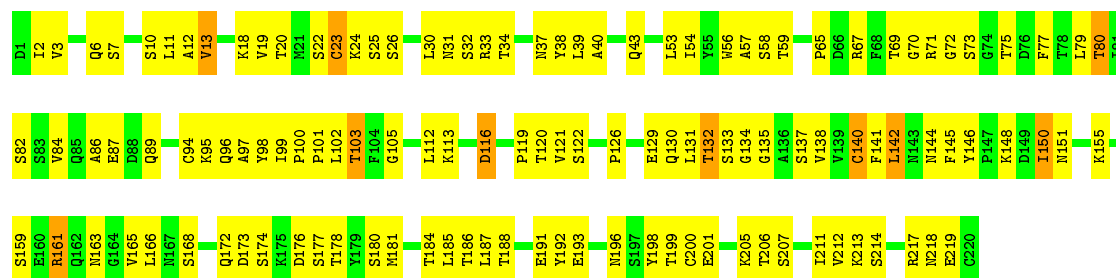 D1 I2 V3 Q6 S7 S10 L11 A12 V13 K18 V19 T20 M21 S22 C23 K24 S25 S26 L30 N31 S32 R33 T34 N37 Y38 L39 A40 Q43 L53 I54 Y55 W56 A57 S58 T59 P65 D66 R67 F68 T69 G70 R71 G72 S73 G74 T75 D76 F77 T78 L79 T80
S82 S83 V84 Q85 A86 E87 D88 Q89 C94 K95 Q96 A97 Y98 I99 P100 P101 L102 T103 F104 G105 L112 K113 D116 P119 T120 V121 S122 P126 E129 Q130 L131 T132 S133 G134 G135 A136 S137 V138 V139 C140 F141 L142 N143 N144 F145 Y146 P147 K148 D149 I150 N151 K155
S159 E160 R161 Q162 N163 G164 V165 L166 N167 S168 Q172 D173 S174 K175 D176 S177 T178 Y179 S180 M181 T184 L185 T186 L187 T188 E191 Y192 E193 N196 S197 Y198 T199 C200 E201 K205 T206 S207 I211 V212 K213 S214 R217 N218 E219 C220